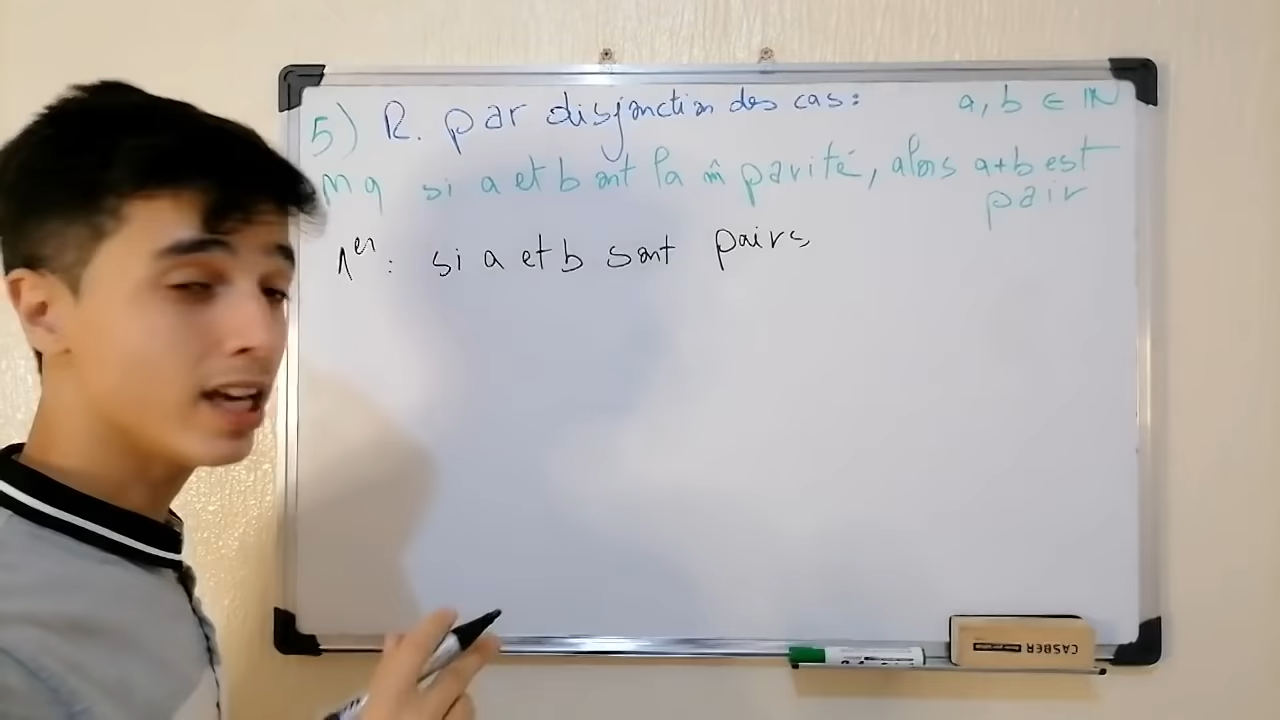 5) R. par disjonction des cas: a, b ∈ ℕ
Mq si a et b ont la m̂ parité, alors a+b est
pair
1er: si a et b sont pairs
CASBER